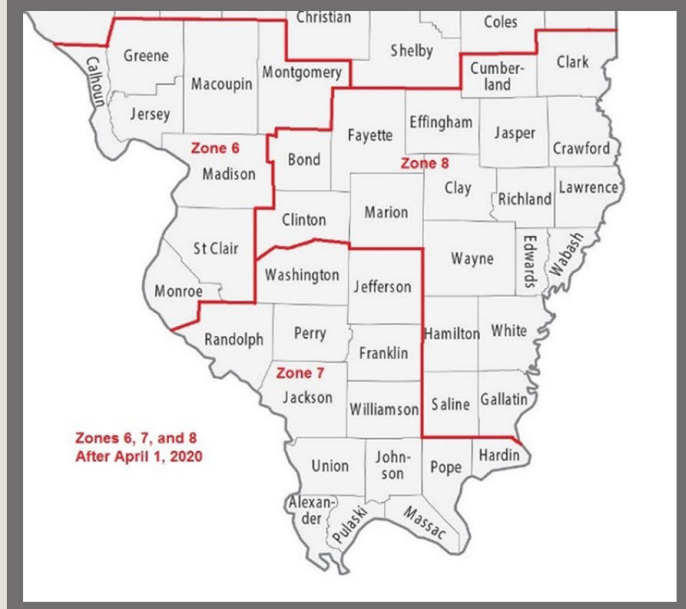 Christian
Coles
Shelby
Greene
Calhoun
Macoupin
Montgomery
Cumber-
land
Clark
Jersey
Effingham
Fayette
Jasper
Crawford
Zone 6
Bond
Zone 8
Madison
Clay
Richland
Lawrence
Clinton
Marion
St Clair
Wayne
Edwards
Wabash
Washington
Jefferson
Monroe
Randolph
Perry
Hamilton
White
Franklin
Zone 7
Jackson
Williamson
Saline
Gallatin
Zones 6, 7, and 8
After April 1, 2020
Union
John-
son
Pope
Hardin
Alexan-
der
Pulaski
Massac